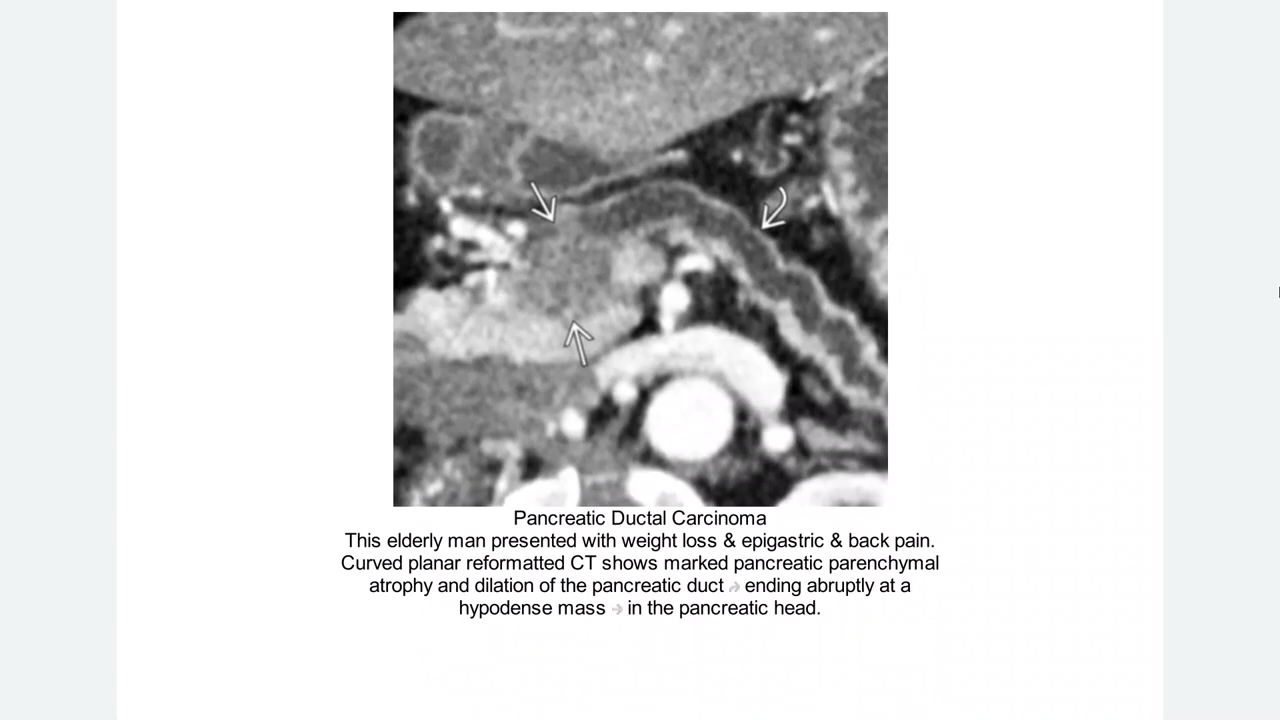 Pancreatic Ductal Carcinoma
This elderly man presented with weight loss & epigastric & back pain.
Curved planar reformatted CT shows marked pancreatic parenchymal
atrophy and dilation of the pancreatic duct ending abruptly at a
hypodense mass in the pancreatic head.